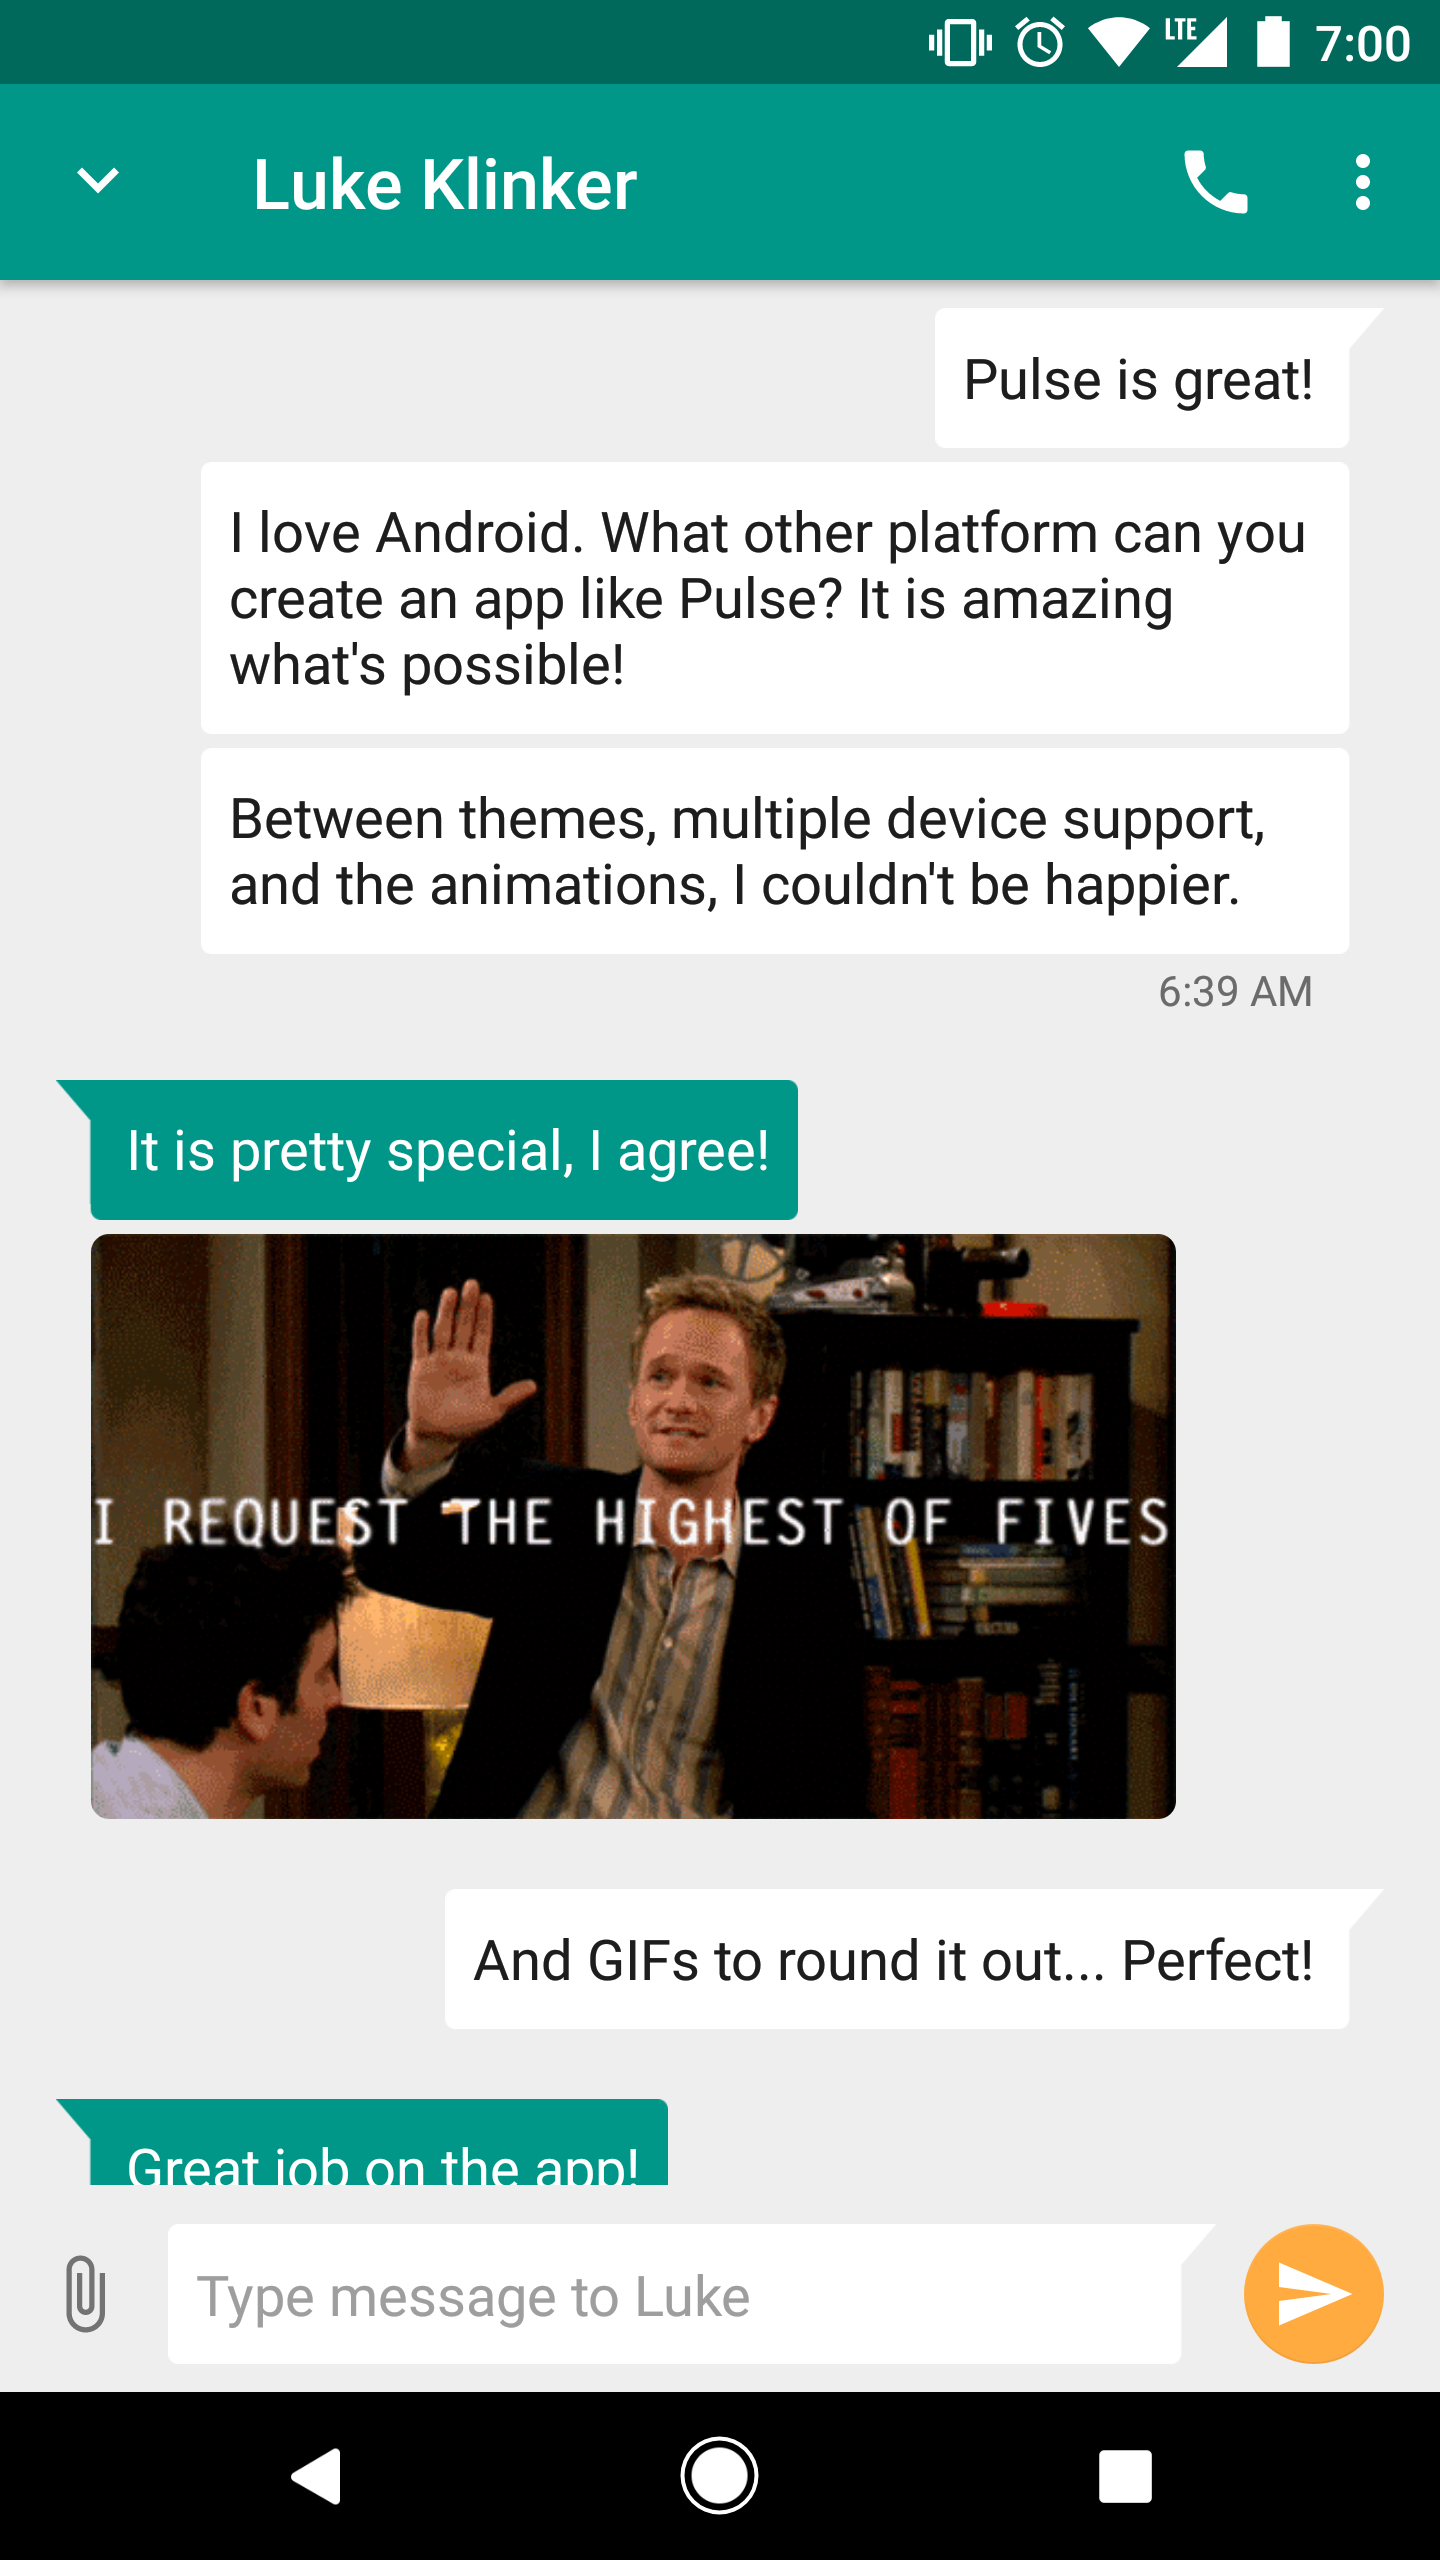 LTE 7:00
Luke Klinker
Pulse is great!
I love Android. What other platform can you
create an app like Pulse? It is amazing
what's possible!
Between themes, multiple device support,
and the animations, I couldn't be happier.
6:39 AM
It is pretty special, I agree!
I REQUEST THE HIGHEST OF FIVES
And GIFs to round it out... Perfect!
Great job on the app!
Type message to Luke